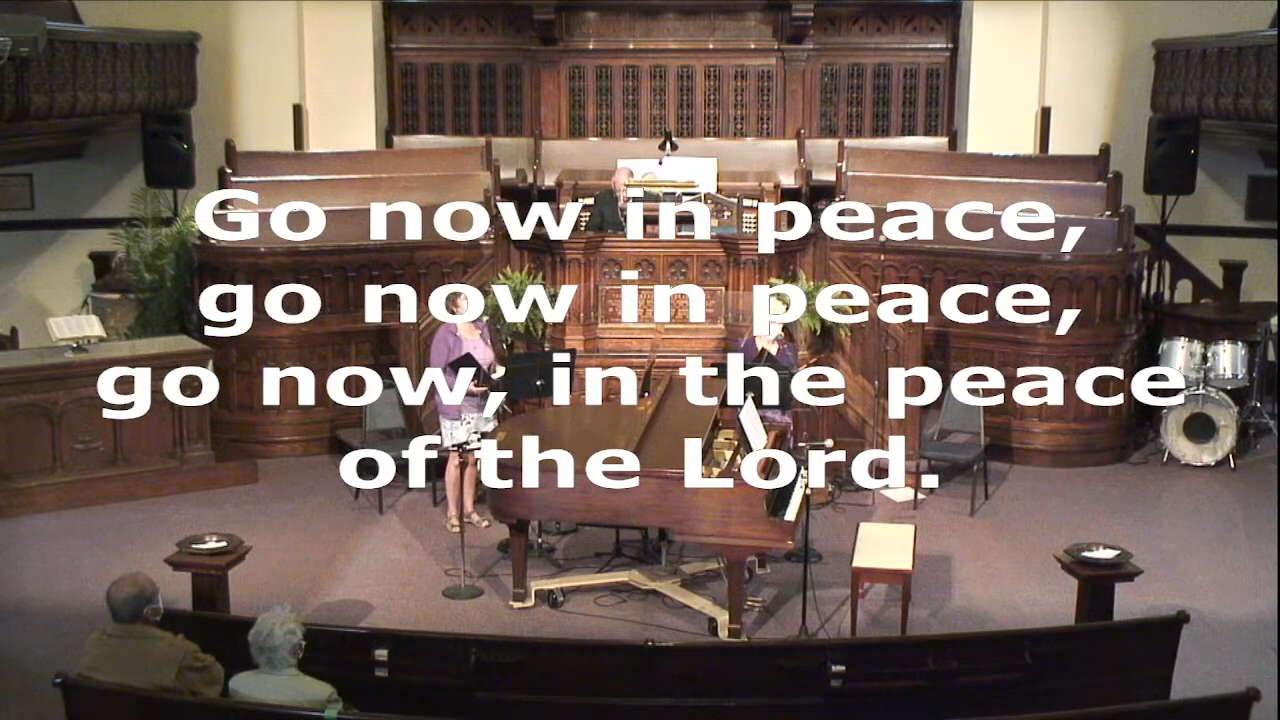 Go now in peace,
go now in peace,
go now, in the peace
of the Lord.